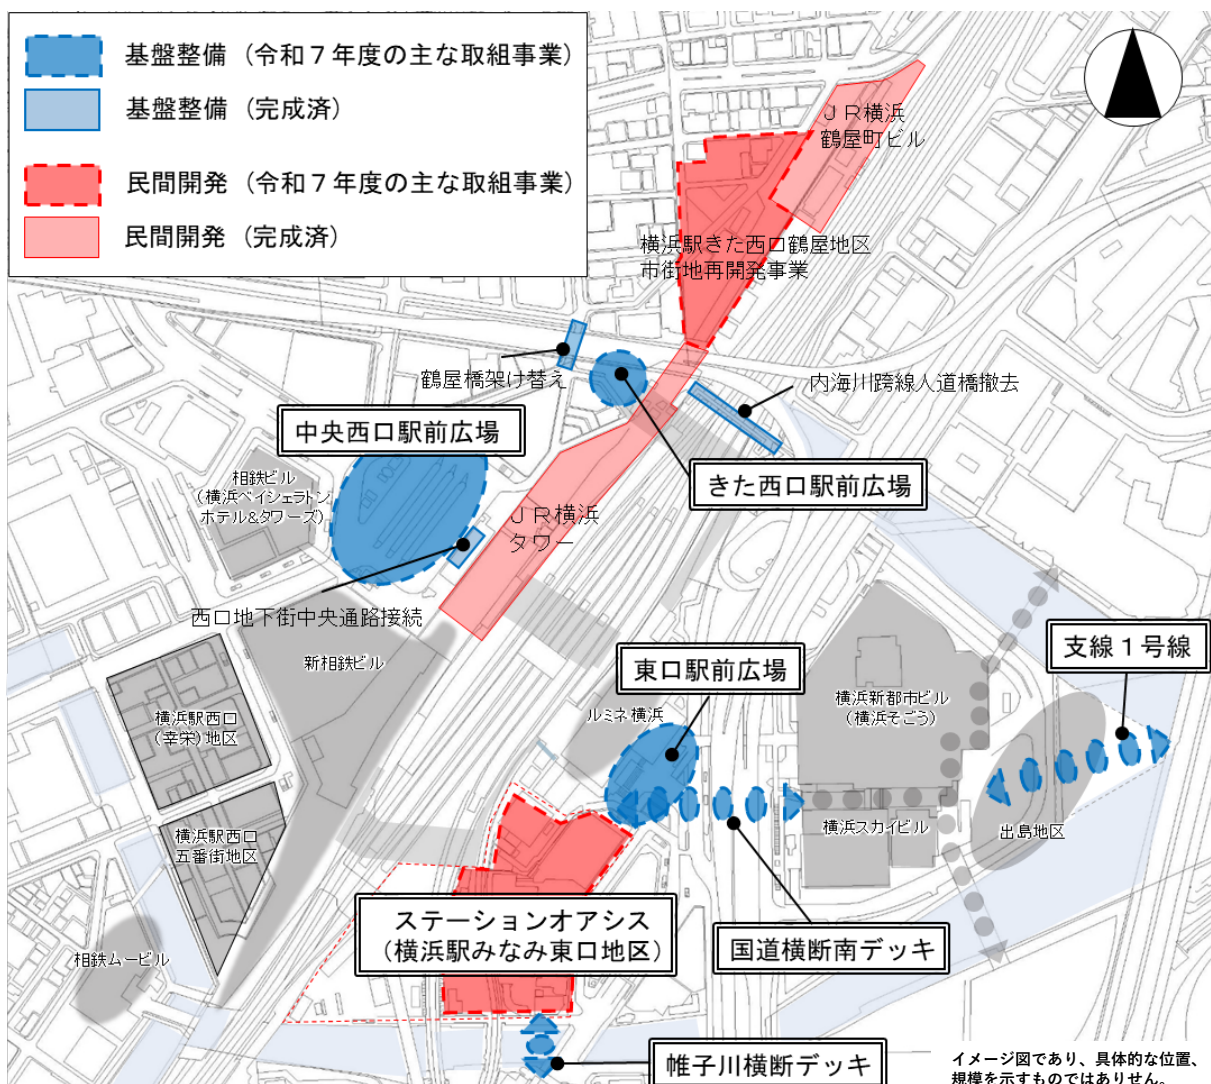 基盤整備（令和７年度の主な取組事業）
基盤整備（完成済）
民間開発（令和７年度の主な取組事業）
民間開発（完成済）
ＪＲ横浜
鶴屋町ビル
横浜駅きた西口鶴屋地区
市街地再開発事業
鶴屋橋架け替え
内海川跨線人道橋撤去
中央西口駅前広場
きた西口駅前広場
相鉄ビル
（横浜ベイシェラトン
ホテル&タワーズ）
ＪＲ横浜
タワー
西口地下街中央通路接続
新相鉄ビル
支線１号線
東口駅前広場
ルミネ横浜
横浜新都市ビル
（横浜そごう）
横浜駅西口
（幸栄）地区
横浜スカイビル
出島地区
横浜駅西口
五番街地区
ステーションオアシス
（横浜駅みなみ東口地区）
国道横断南デッキ
相鉄ムービル
帷子川横断デッキ
イメージ図であり、具体的な位置、
規模を示すものではありせん。